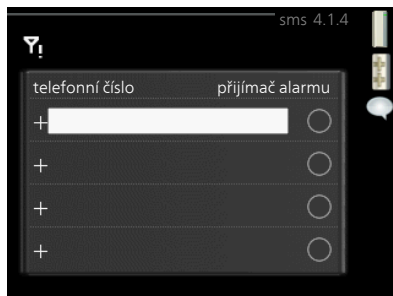 sms 4.1.4
telefonní číslo přijímač alarmu
+
+
+
+